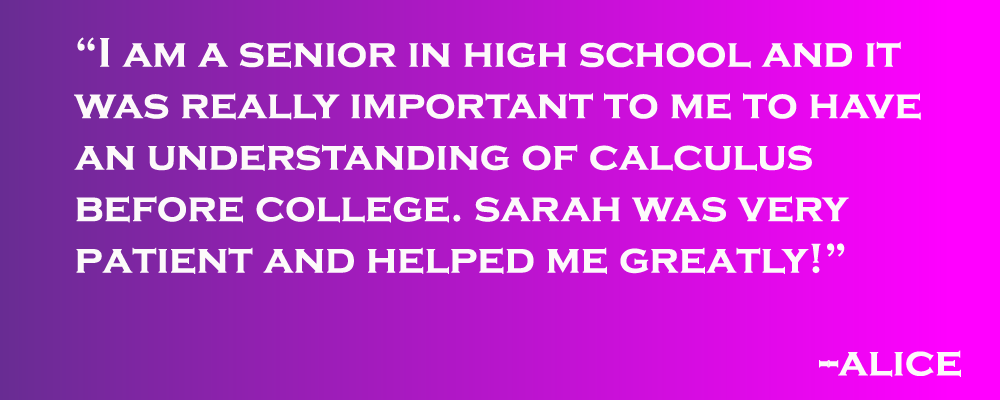 “I am a senior in high school and it
was really important to me to have
an understanding of calculus
before college. sarah was very
patient and helped me greatly!”
--alice